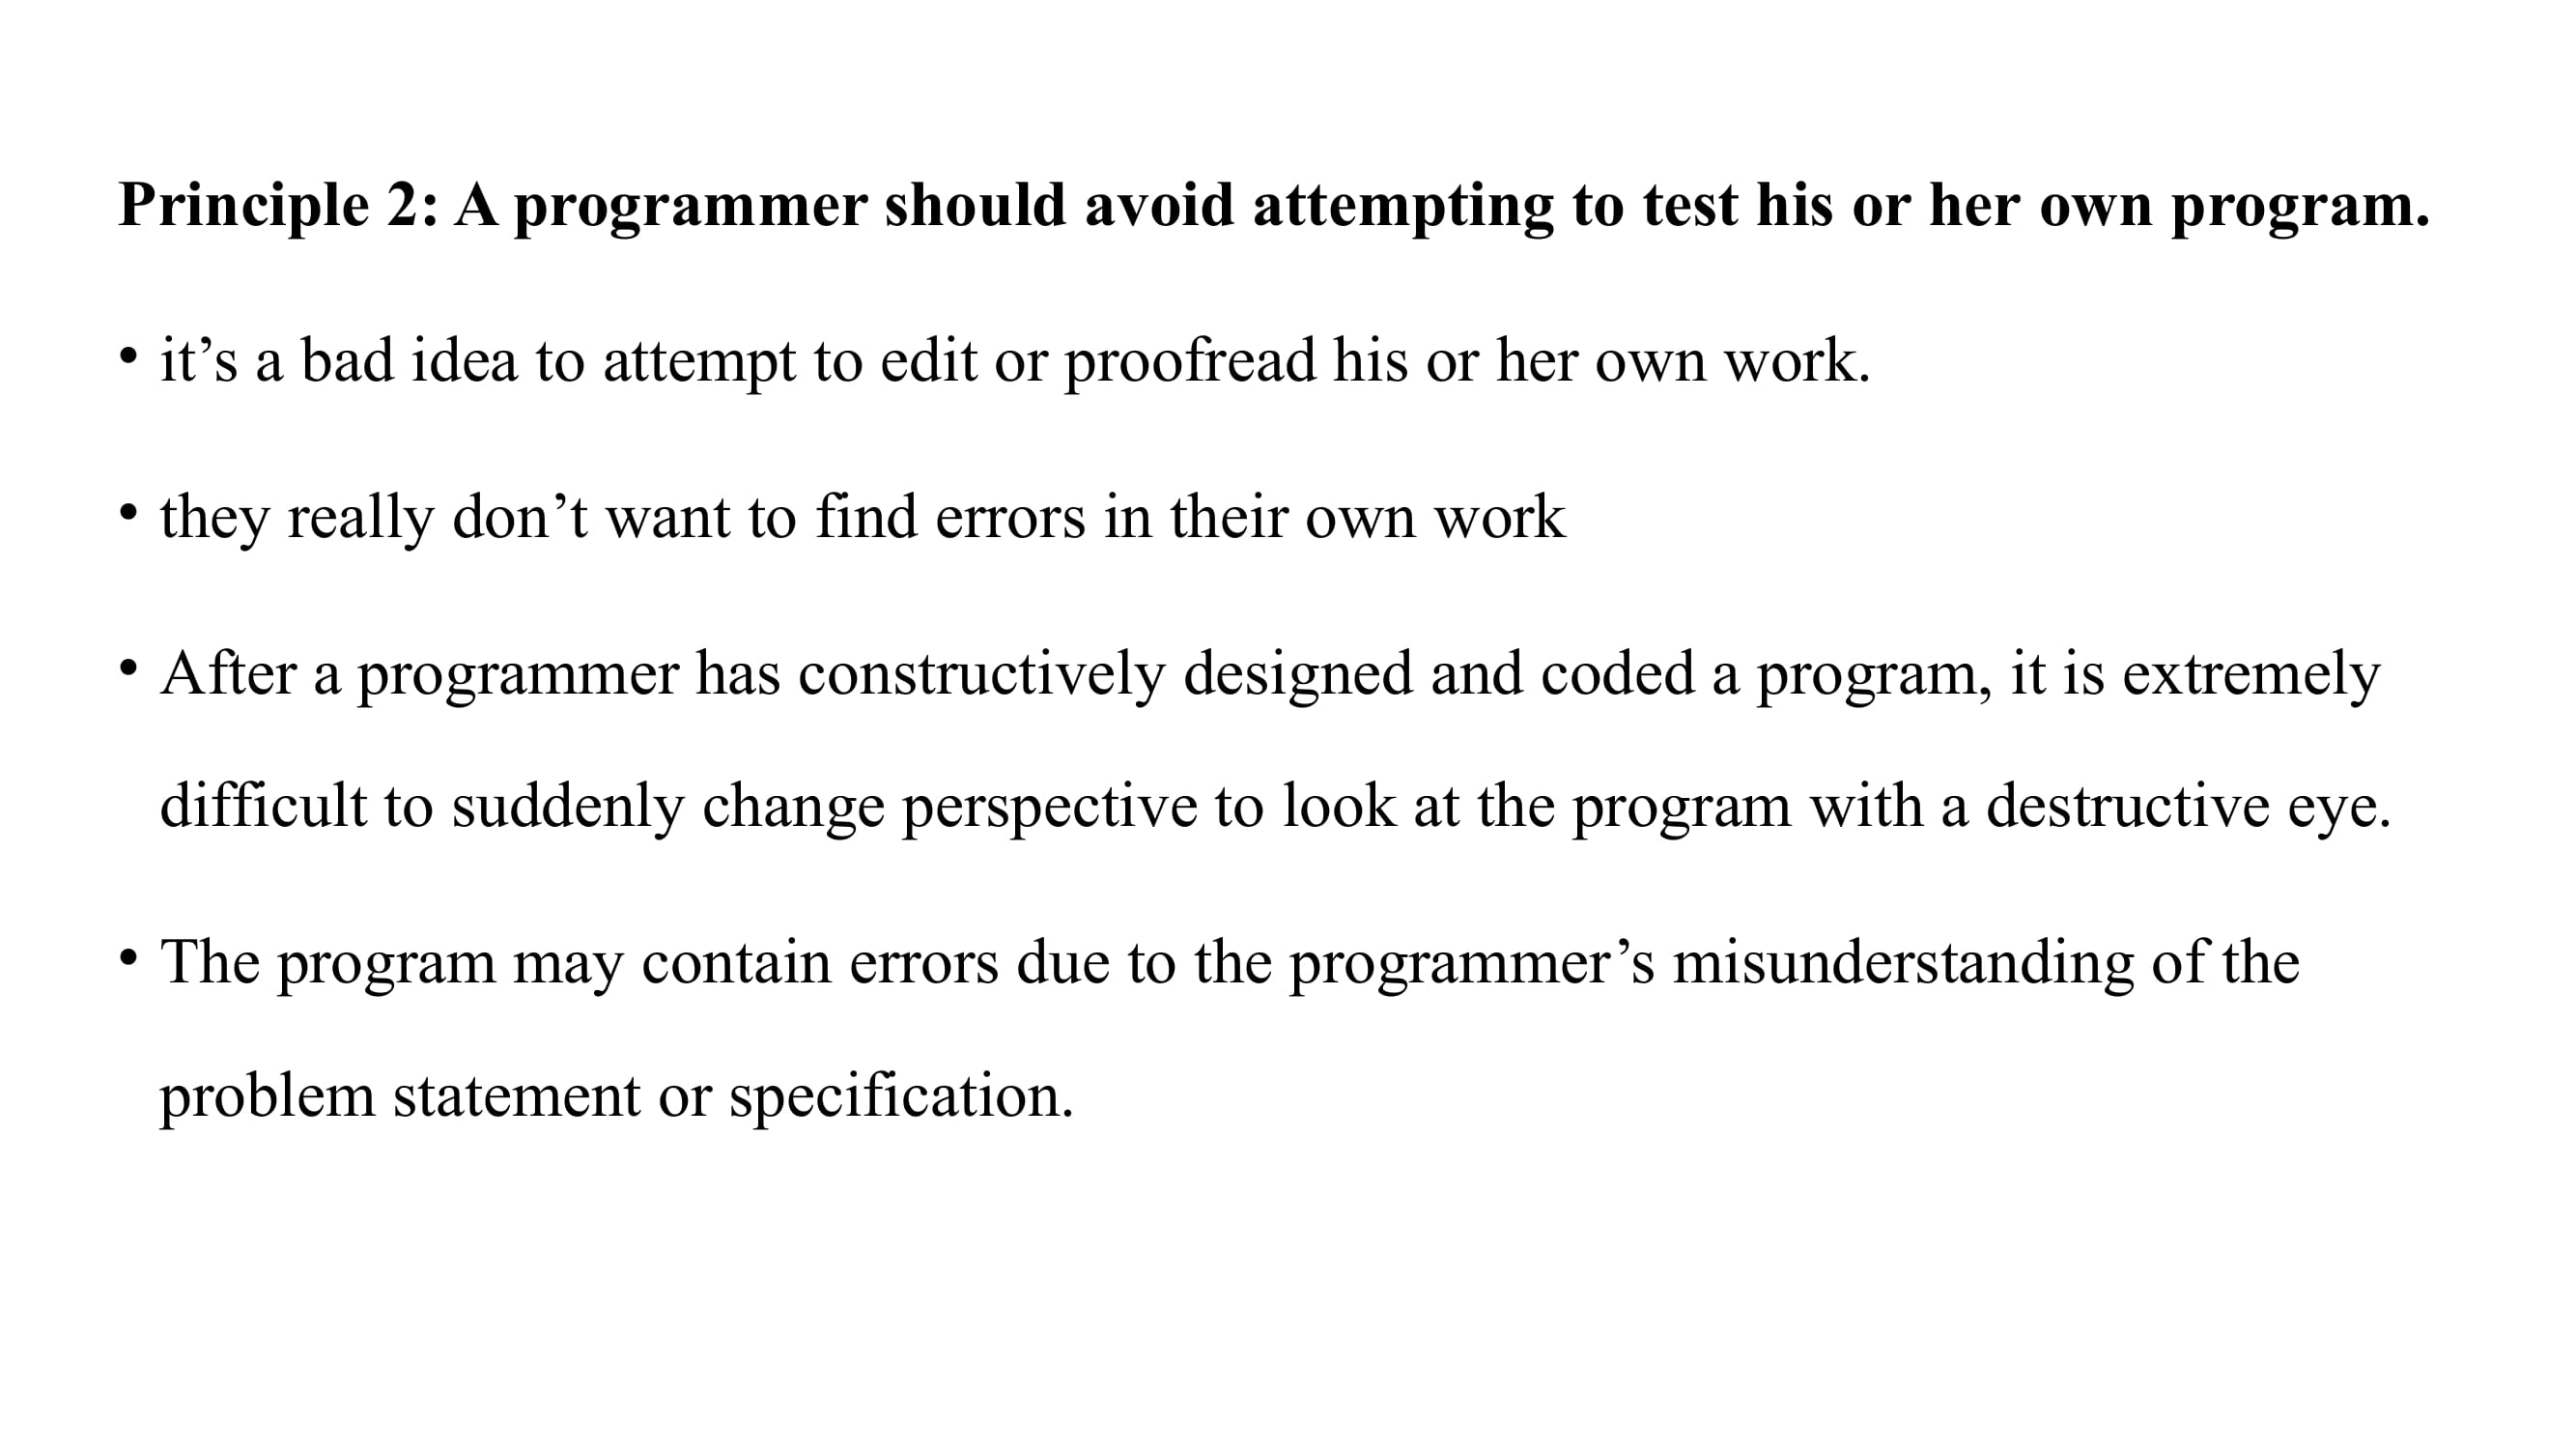 Principle 2: A programmer should avoid attempting to test his or her own program.
• it’s a bad idea to attempt to edit or proofread his or her own work.
• they really don’t want to find errors in their own work
• After a programmer has constructively designed and coded a program, it is extremely
difficult to suddenly change perspective to look at the program with a destructive eye.
• The program may contain errors due to the programmer’s misunderstanding of the
problem statement or specification.